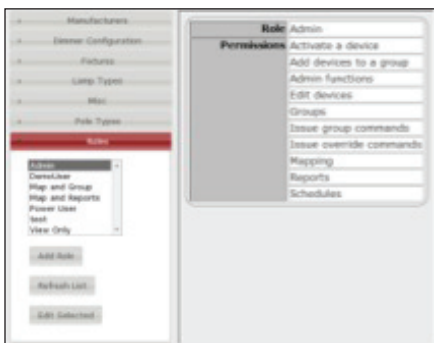 Manufacturers
Dimmer Configuration
Fixtures
Lamp Types
Misc
Pole Types
Roles
Admin
DemoUser
Map and Group
Map and Reports
Power User
test
View Only
Add Role
Refresh List
Edit Selected
Role Admin
Permissions Activate a device
Add devices to a group
Admin functions
Edit devices
Groups
Issue group commands
Issue override commands
Mapping
Reports
Schedules